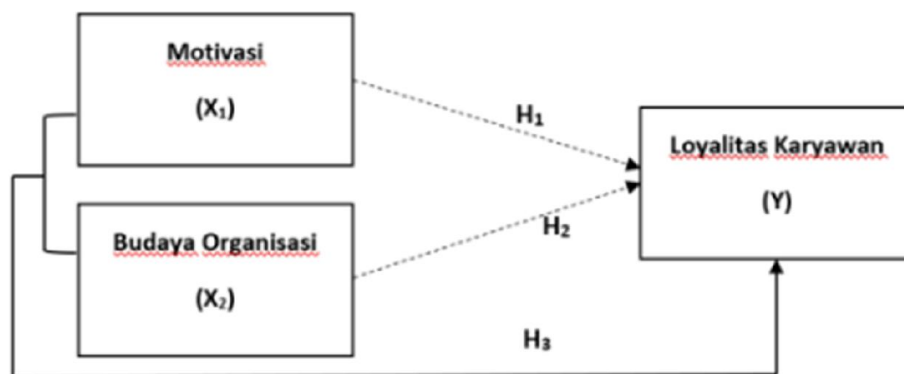 Motivasi
(X₁)
H₁
Loyalitas Karyawan
(Y)
Budaya Organisasi
(X₂)
H₂
H₃